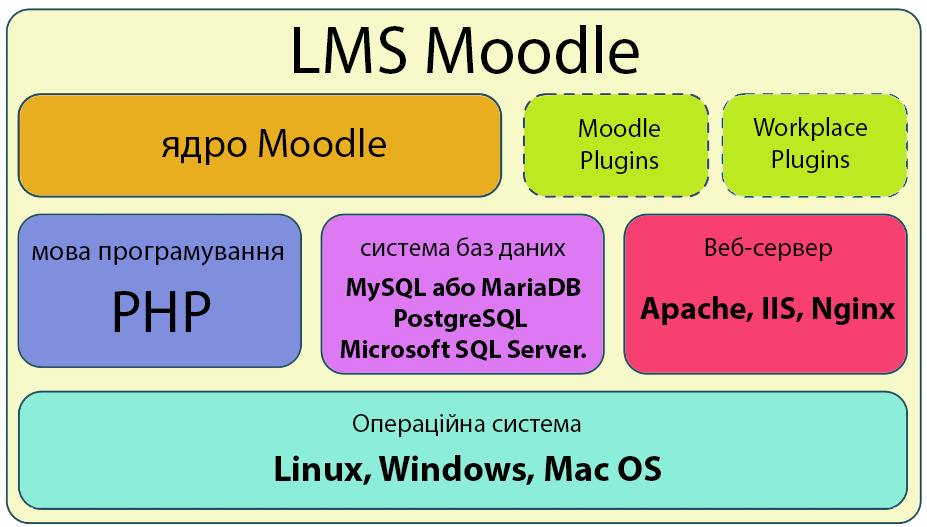 LMS Moodle
ядро Moodle
Moodle
Plugins
Workplace
Plugins
мова програмування
PHP
система баз даних
MySQL або MariaDB
PostgreSQL
Microsoft SQL Server.
Веб-сервер
Apache, IIS, Nginx
Операційна система
Linux, Windows, Mac OS